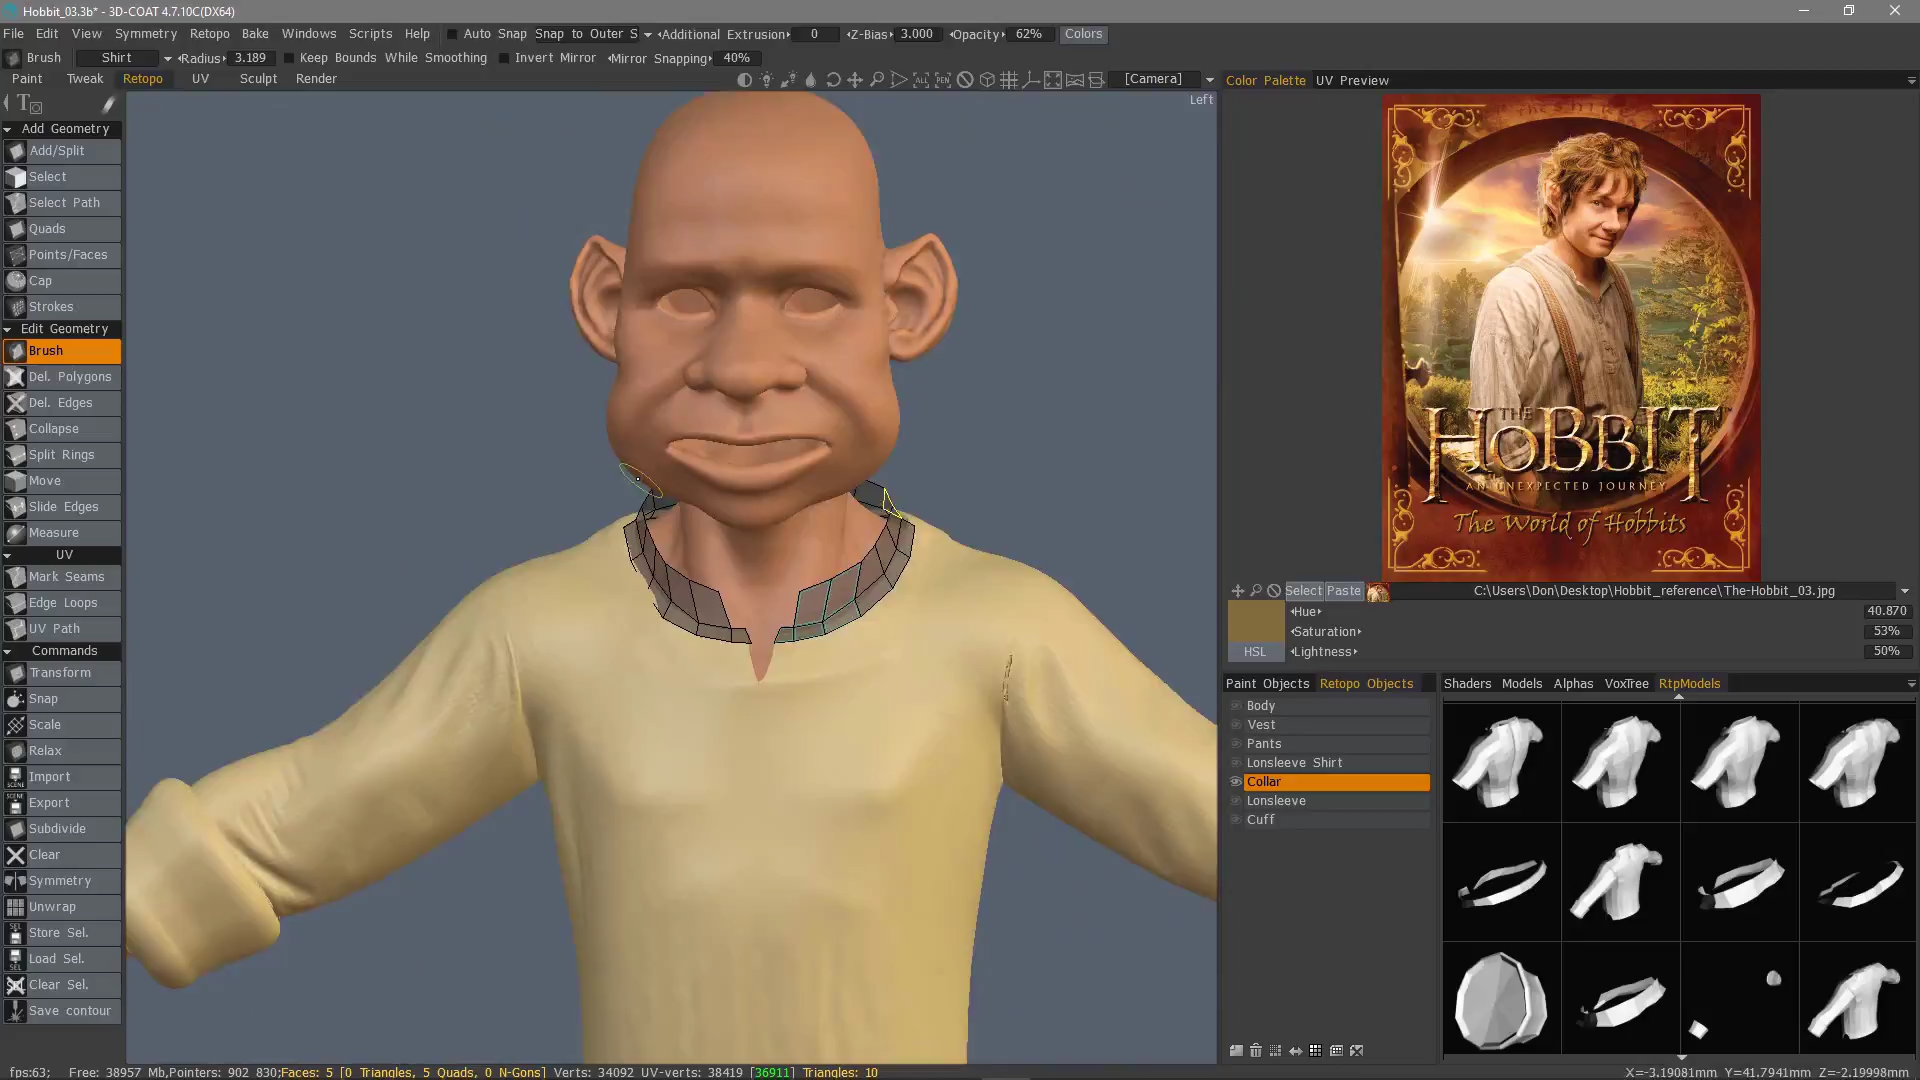 Hobbit_03.3b* - 3D-COAT 4.7.10C(DX64)
File Edit View Symmetry Retopo Bake Windows Scripts Help Auto Snap Snap to Outer S Additional Extrusion 0 Z-Bias 3.000 Opacity 62% Colors
Brush Shirt Radius 3.189 Keep Bounds While Smoothing Invert Mirror Mirror Snapping 40%
Paint Tweak Retopo UV Sculpt Render ALL PEN [Camera] Color Palette UV Preview
Left
Add Geometry
Add/Split
Select
Select Path
Quads
Points/Faces
Cap
Strokes
Edit Geometry
Brush
Del. Polygons
Del. Edges
Collapse
Split Rings
Move
Slide Edges
Measure
UV
Mark Seams
Edge Loops
UV Path
Commands
Transform
Snap
Scale
Relax
SCENE Import
SCENE Export
Subdivide
Clear
Symmetry
Unwrap
SEL Store Sel.
SEL Load Sel.
SEL Clear Sel.
Save contour
THE
HOBBIT
AN UNEXPECTED JOURNEY
The World of Hobbits
Select Paste C:\Users\Don\Desktop\Hobbit_reference\The-Hobbit_03.jpg
Hue 40.870
Saturation 53%
HSL Lightness 50%
Paint Objects Retopo Objects Shaders Models Alphas VoxTree RtpModels
Body
Vest
Pants
Lonsleeve Shirt
Collar
Lonsleeve
Cuff
fps:63; Free: 38957 Mb,Pointers: 902 830;Faces: 5 [0 Triangles, 5 Quads, 0 N-Gons] Verts: 34092 UV-verts: 38419 [36911] Triangles: 10 X=-3.19081mm Y=41.7941mm Z=-2.19998mm